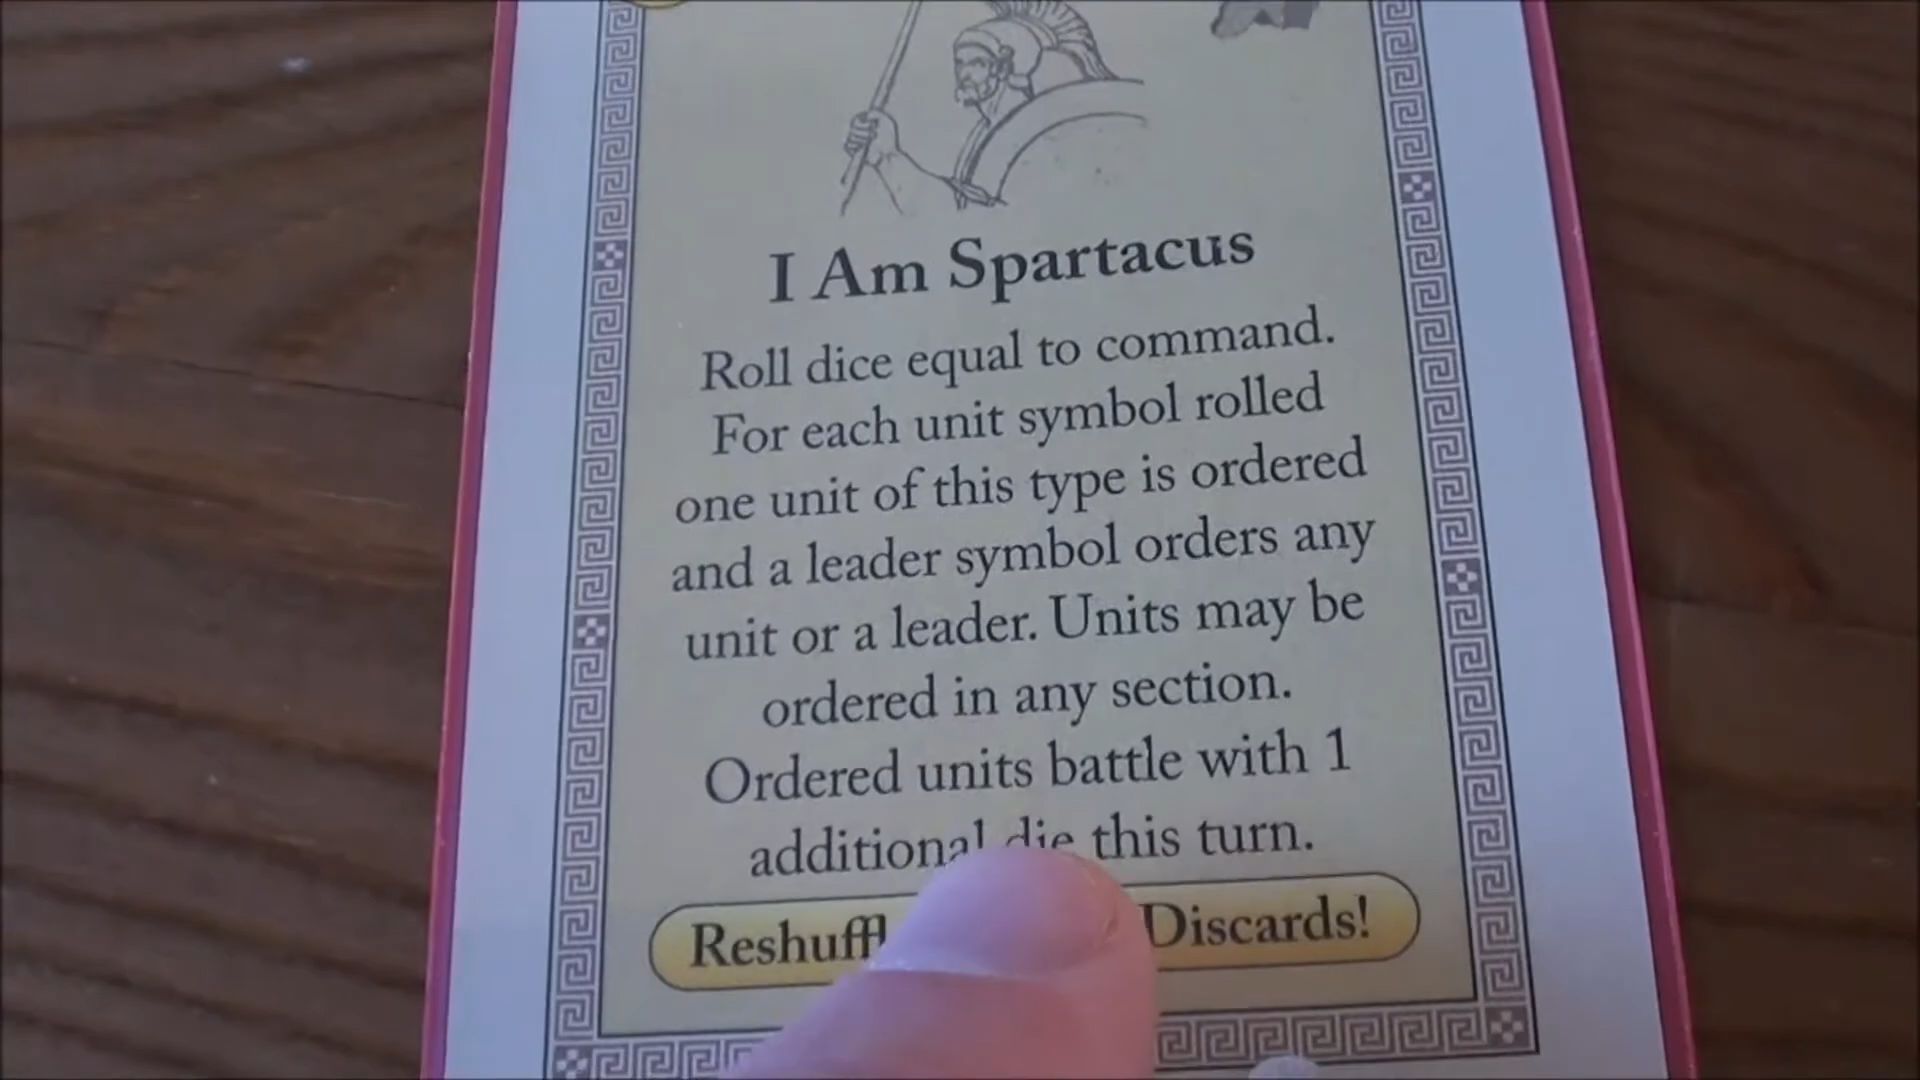 I Am Spartacus
Roll dice equal to command.
For each unit symbol rolled
one unit of this type is ordered
and a leader symbol orders any
unit or a leader. Units may be
ordered in any section.
Ordered units battle with 1
additional die this turn.
Discards!